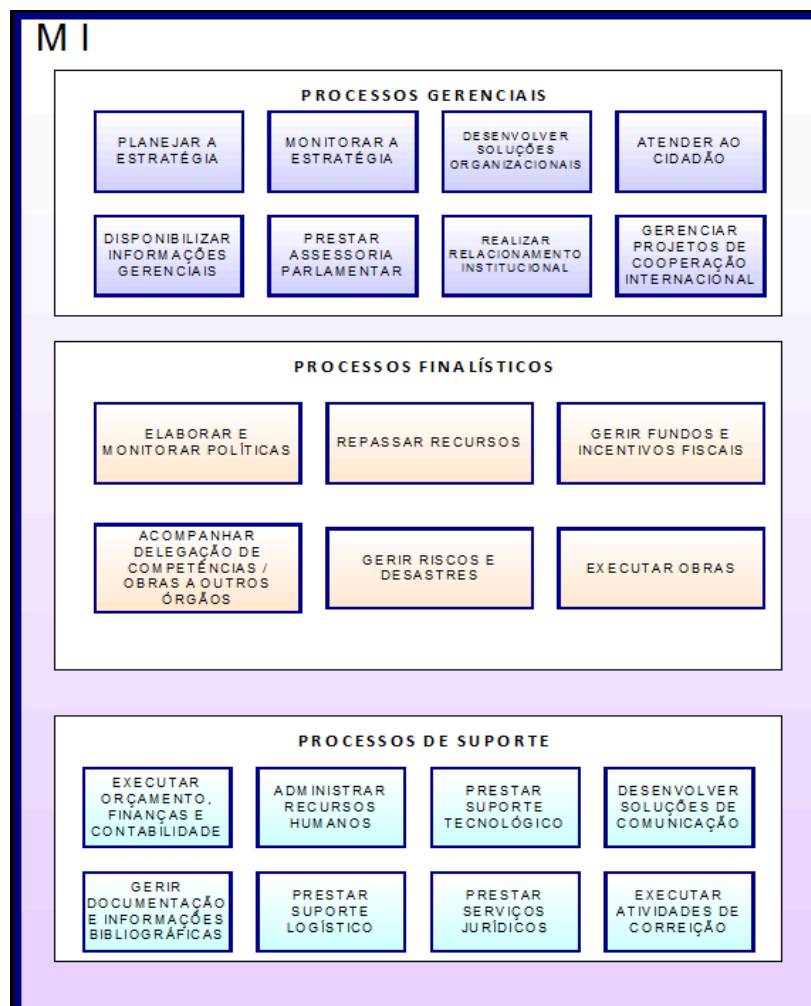 M I
PROCESSOS GERENCIAIS
PLANEJAR A
ESTRATÉGIA
MONITORAR A
ESTRATÉGIA
DESENVOLVER
SOLUÇÕES
ORGANIZACIONAIS
ATENDER AO
CIDADÃO
DISPONIBILIZAR
INFORMAÇÕES
GERENCIAIS
PRESTAR
ASSESSORIA
PARLAMENTAR
REALIZAR
RELACIONAMENTO
INSTITUCIONAL
GERENCIAR
PROJETOS DE
COOPERAÇÃO
INTERNACIONAL
PROCESSOS FINALÍSTICOS
ELABORAR E
MONITORAR POLÍTICAS
REPASSAR RECURSOS
GERIR FUNDOS E
INCENTIVOS FISCAIS
ACOMPANHAR
DELEGAÇÃO DE
COMPETÊNCIAS /
OBRAS A OUTROS
ÓRGÃOS
GERIR RISCOS E
DESASTRES
EXECUTAR OBRAS
PROCESSOS DE SUPORTE
EXECUTAR
ORÇAMENTO,
FINANÇAS E
CONTABILIDADE
ADMINISTRAR
RECURSOS
HUMANOS
PRESTAR
SUPORTE
TECNOLÓGICO
DESENVOLVER
SOLUÇÕES DE
COMUNICAÇÃO
GERIR
DOCUMENTAÇÃO
E INFORMAÇÕES
BIBLIOGRÁFICAS
PRESTAR
SUPORTE
LOGÍSTICO
PRESTAR
SERVIÇOS
JURÍDICOS
EXECUTAR
ATIVIDADES DE
CORREIÇÃO